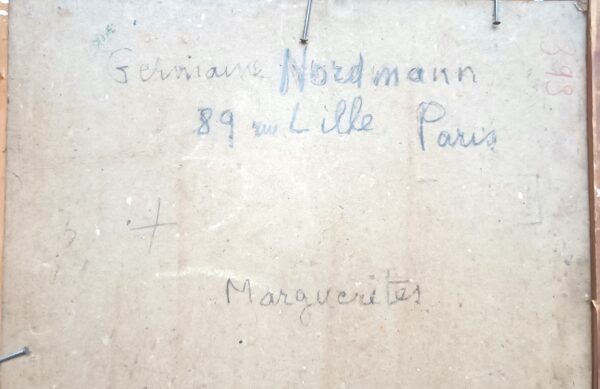 Germaine Nordmann
89 rue Lille Paris
Marguerites